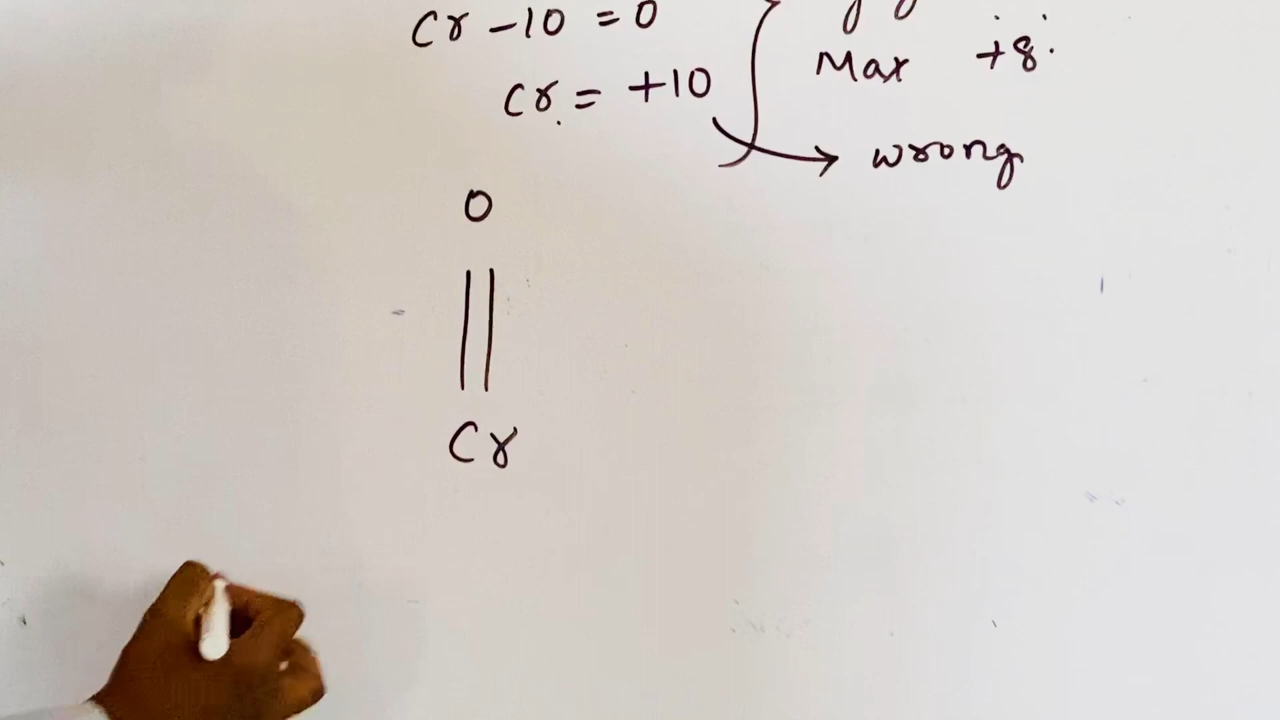 Cr - 10 = 0
Cr = +10
Max +8.
wrong
O
||
Cr